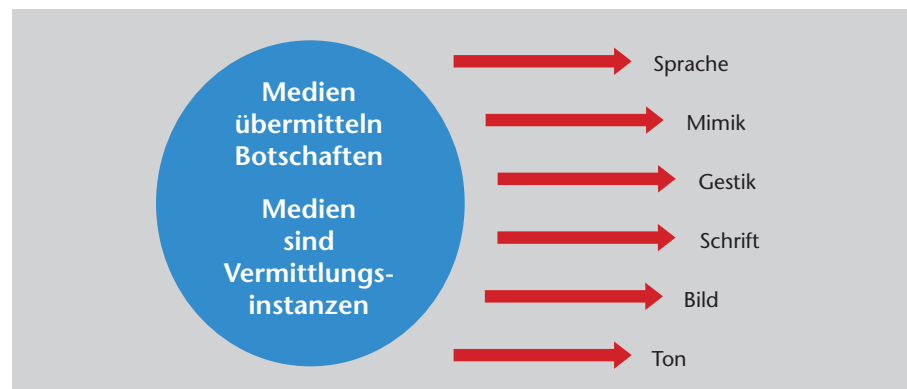 Medien
übermitteln
Botschaften
Medien
sind
Vermittlungs-
instanzen
Sprache
Mimik
Gestik
Schrift
Bild
Ton